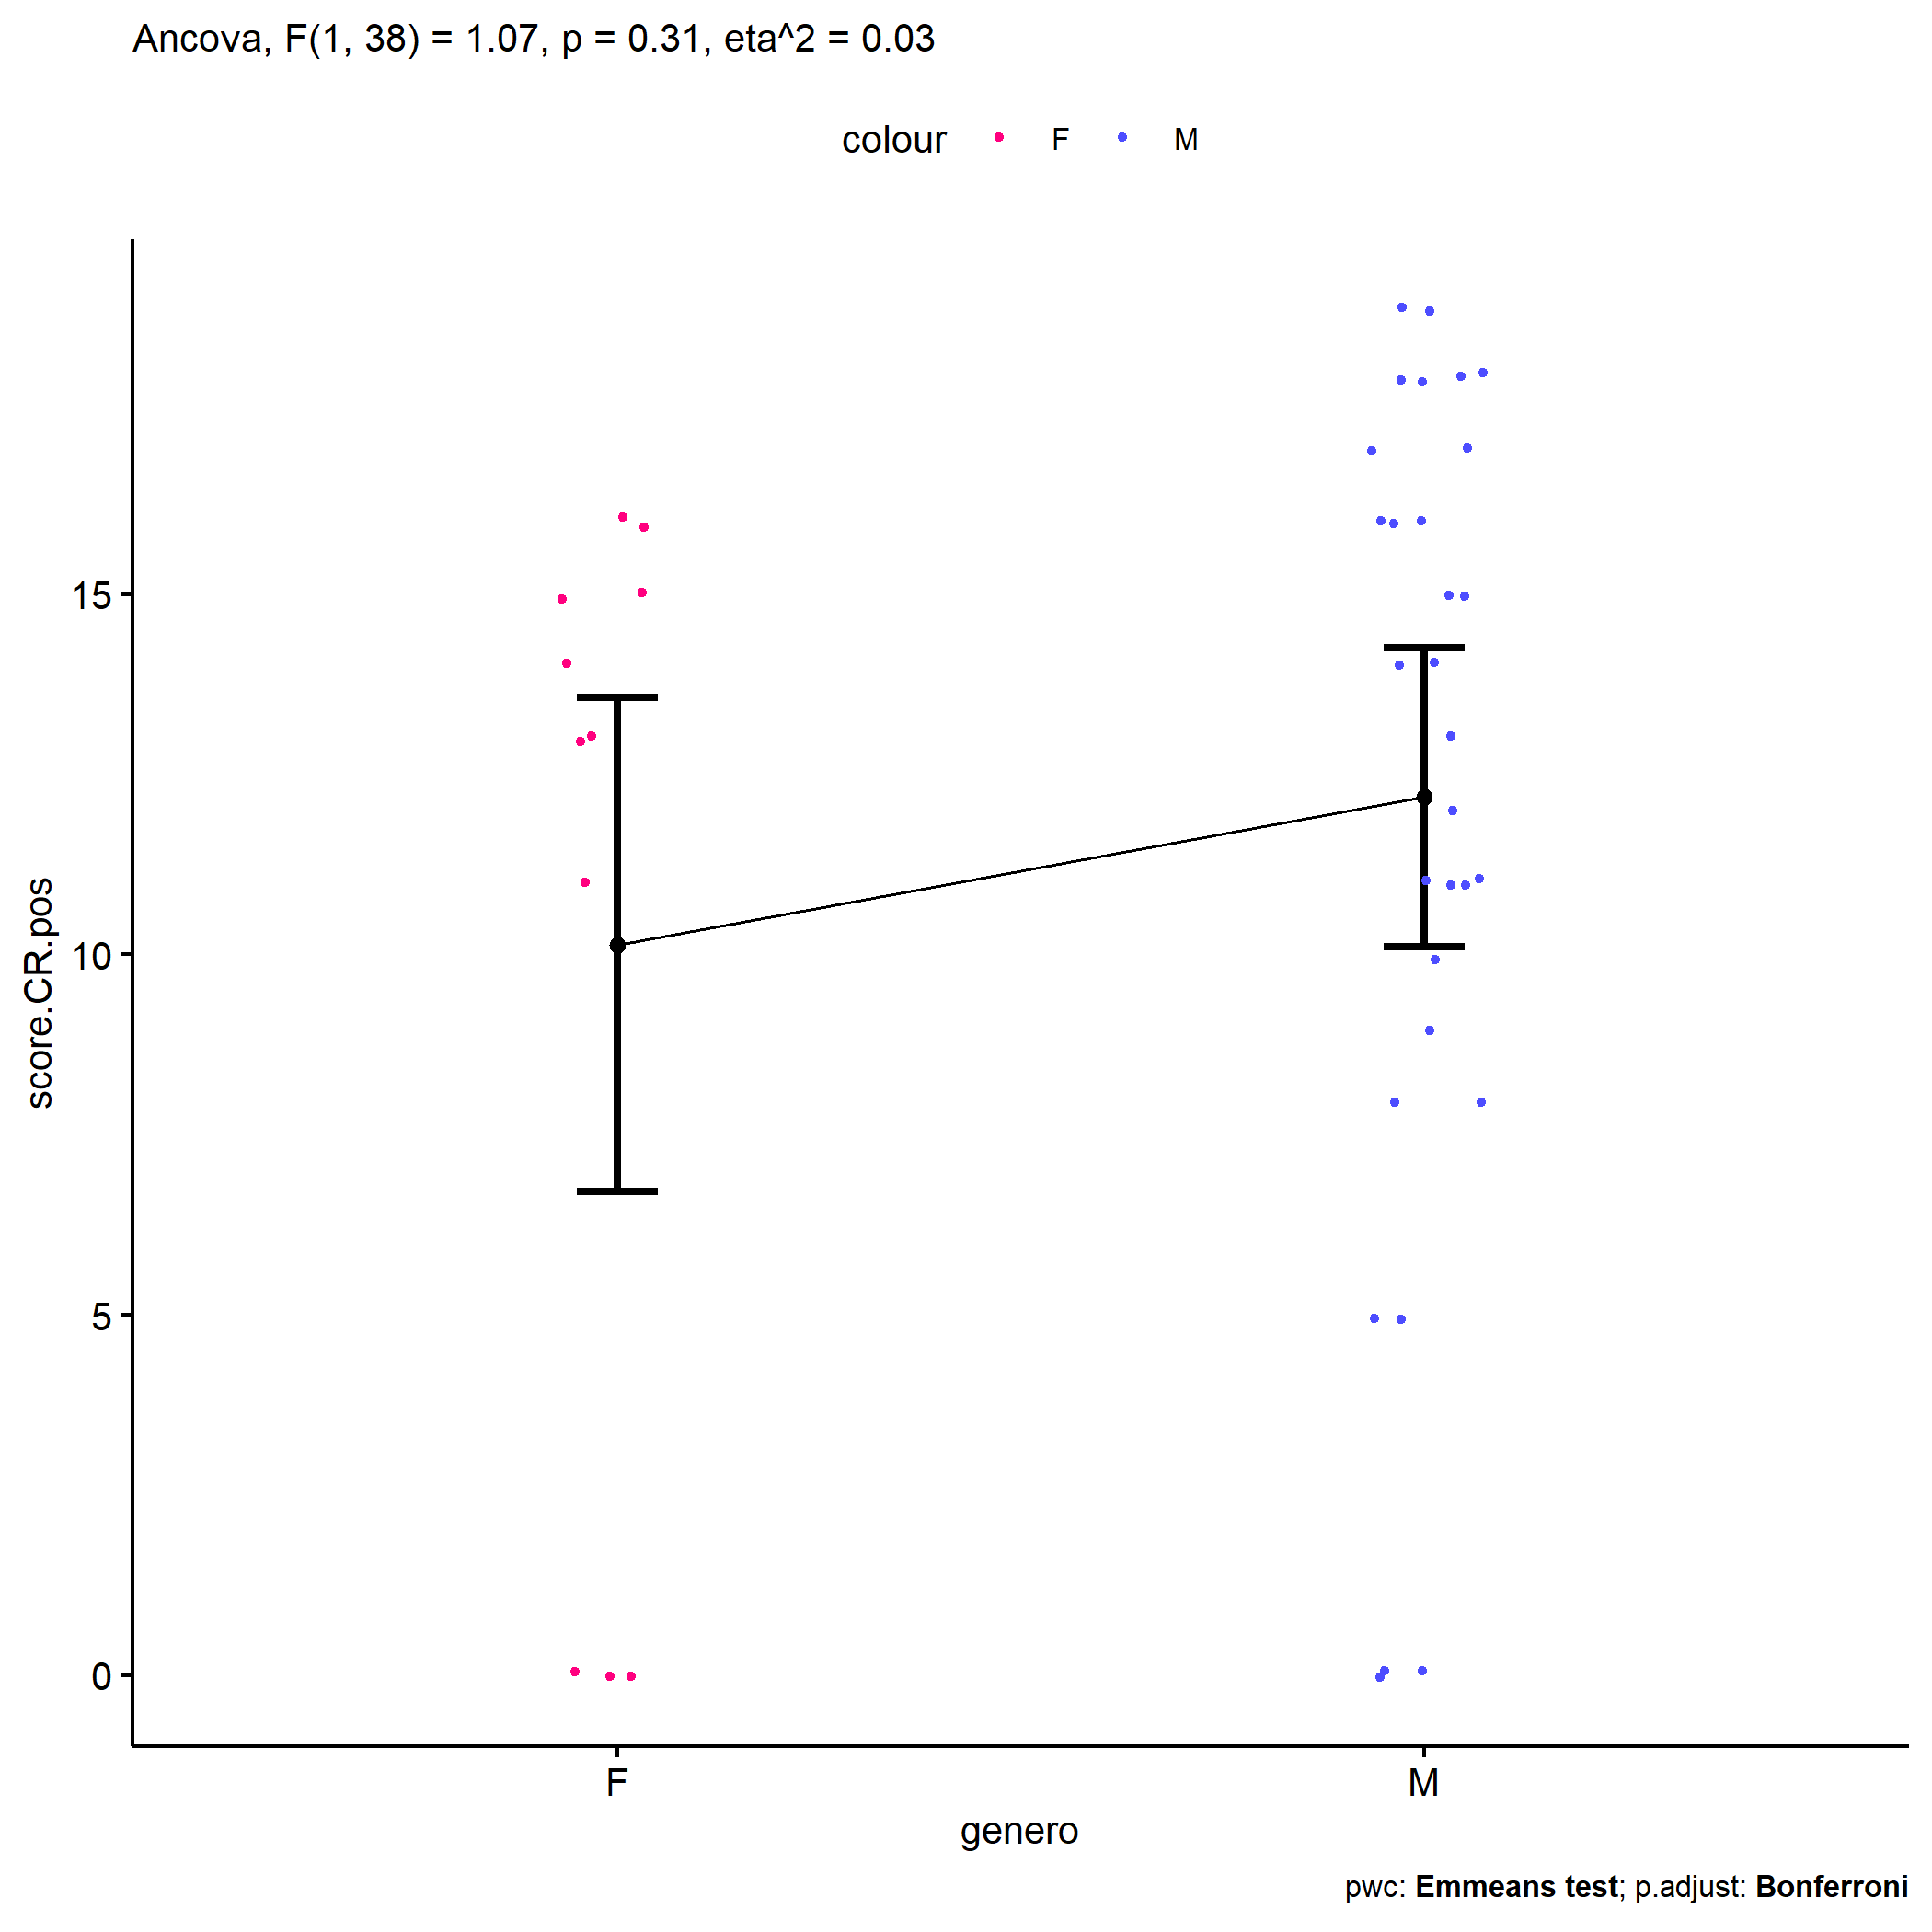 Ancova, F(1, 38) = 1.07, p = 0.31, eta^2 = 0.03
colour F M
score.CR.pos
15
10
5
0
F M
genero
pwc: Emmeans test; p.adjust: Bonferroni